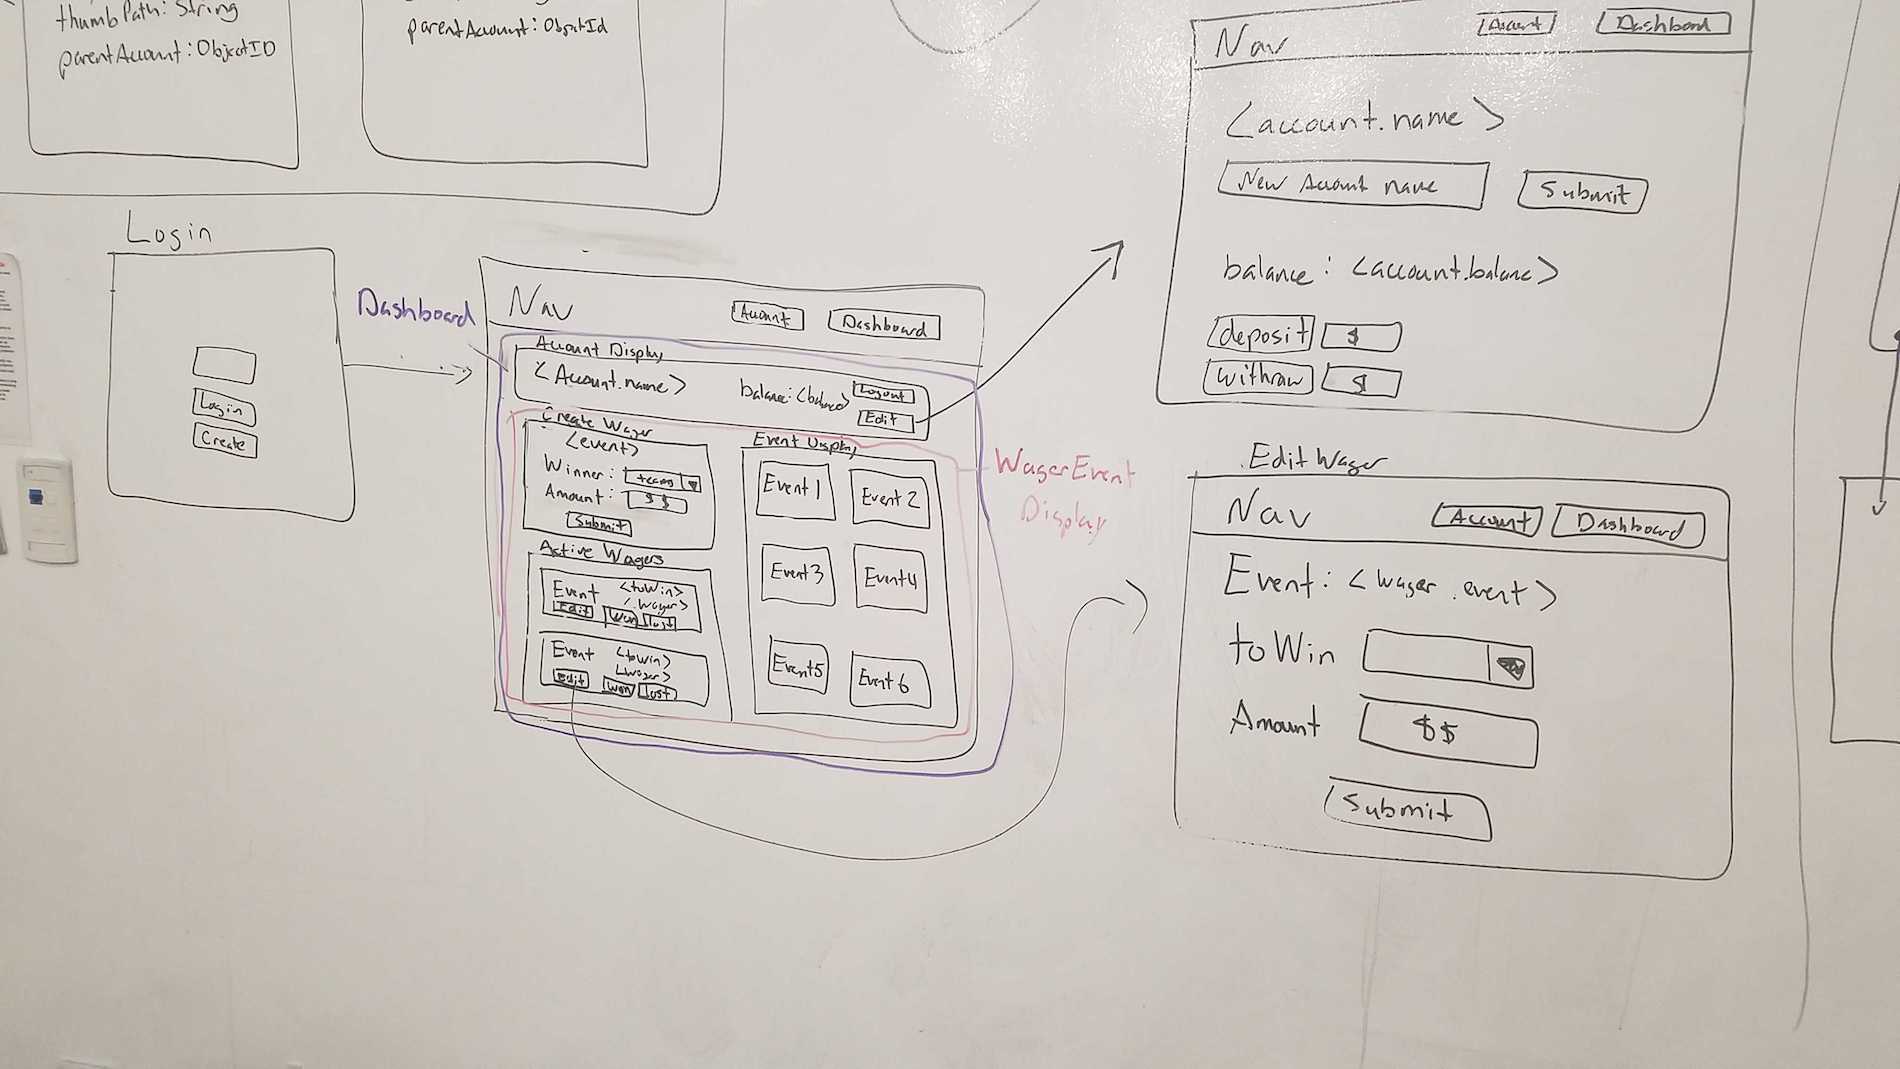 thumbPath: String
parentAccount: ObjectID
parentAccount: ObjectId
Login
Login
Create
Dashboard
Nav
Account
Dashboard
Account Display
<Account.name>
balance: <balance>
Logout
Edit
Create Wager
<event>
Winner: teams
Amount: $ $
Submit
Active Wagers
Event <toWin>
<.Wager>
Edit Won lost
Event <toWin>
<Wager>
Edit won lost
Event Display
Event 1
Event 2
Event 3
Event 4
Event 5
Event 6
WagerEvent
Display
Nav
Account
Dashboard
<account.name>
New Account name
Submit
balance: <account.balance>
deposit $
withraw $
.EditWager
Nav
Account
Dashboard
Event: <wager.event>
toWin
Amount $$
Submit